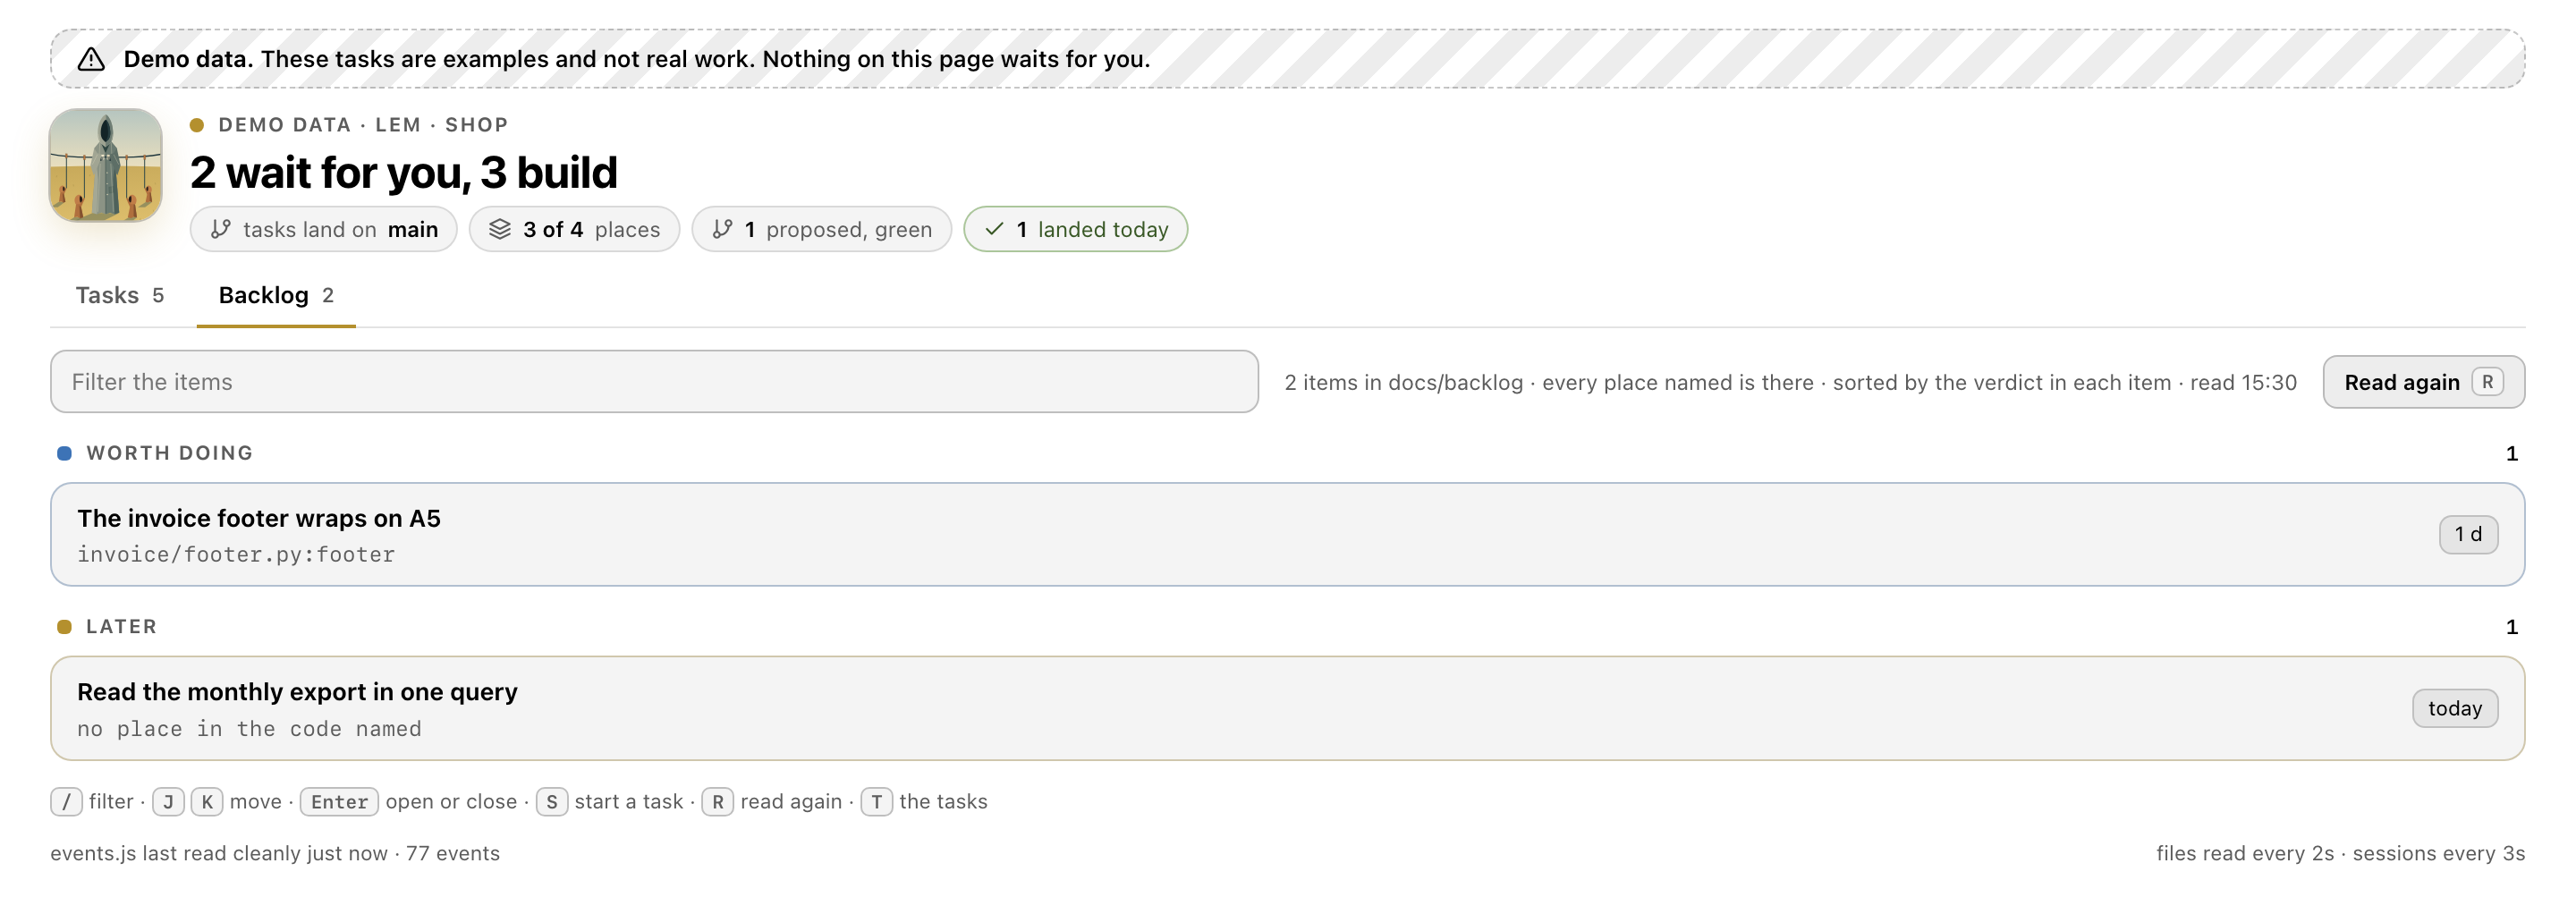 Demo data. These tasks are examples and not real work. Nothing on this page waits for you.
DEMO DATA · LEM · SHOP
2 wait for you, 3 build
tasks land on main 3 of 4 places 1 proposed, green 1 landed today
Tasks 5 Backlog 2
Filter the items 2 items in docs/backlog · every place named is there · sorted by the verdict in each item · read 15:30 Read again R
WORTH DOING 1
The invoice footer wraps on A5
invoice/footer.py:footer
1 d
LATER 1
Read the monthly export in one query
no place in the code named
today
/ filter · J K move · Enter open or close · S start a task · R read again · T the tasks
events.js last read cleanly just now · 77 events files read every 2s · sessions every 3s